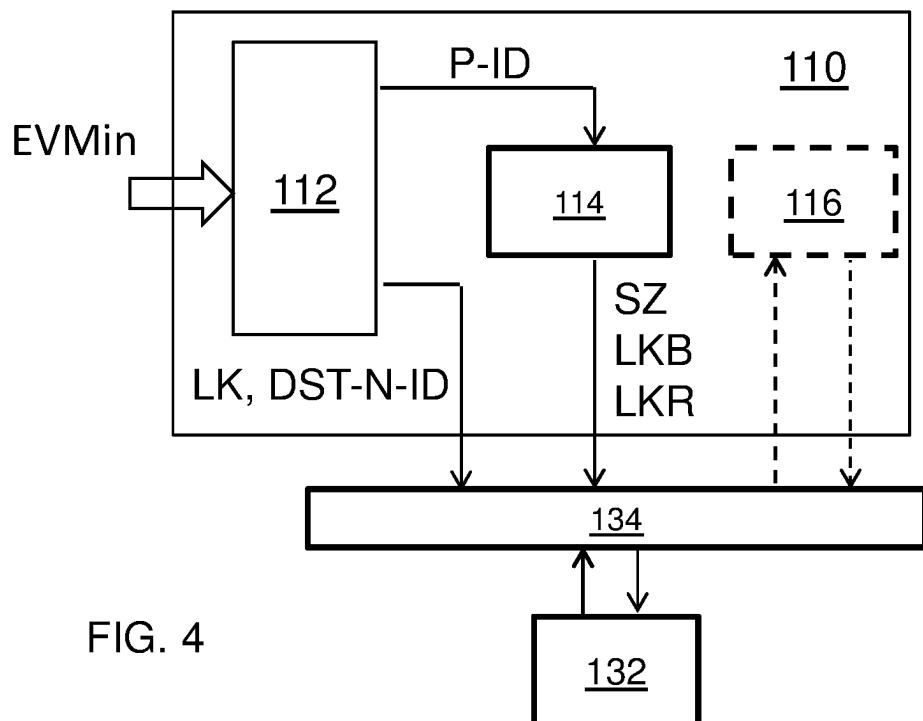 P-ID
110
EVMin
112
114
116
SZ
LKB
LKR
LK, DST-N-ID
134
FIG. 4
132